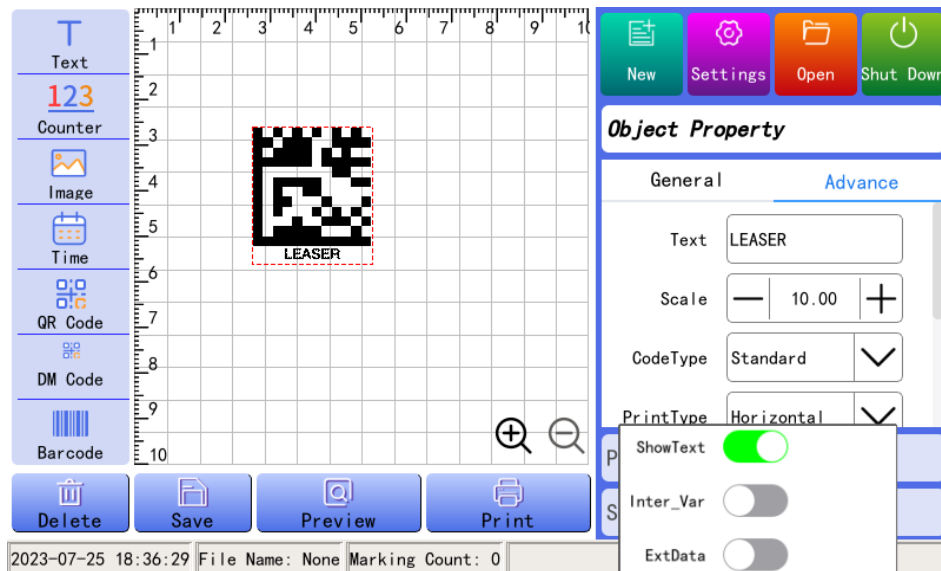 Text
123
Counter
Image
Time
QR Code
DM Code
Barcode
1 2 3 4 5 6 7 8 9 10
1
2
3
4
5
6
7
8
9
10
LEASER
New
Settings
Open
Shut Down
Object Property
General
Advance
Text LEASER
Scale 10.00
CodeType Standard
PrintType Horizontal
P
ShowText
S
Inter_Var
ExtData
Delete
Save
Preview
Print
2023-07-25 18:36:29 File Name: None Marking Count: 0